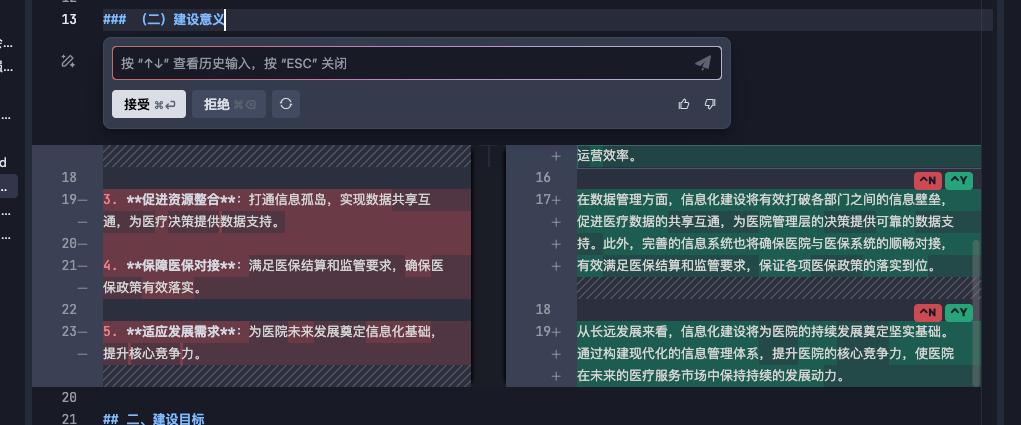 13 ### （二）建设意义
按 "↑↓" 查看历史输入，按 "ESC" 关闭
接受 ⌘⏎ 拒绝 ⌘⌫
18
19— 3. **促进资源整合**：打通信息孤岛，实现数据共享互
— 通，为医疗决策提供数据支持。
20—
21— 4. **保障医保对接**：满足医保结算和监管要求，确保医
— 保政策有效落实。
22
23— 5. **适应发展需求**：为医院未来发展奠定信息化基础，
— 提升核心竞争力。
+ 运营效率。
16
^N ^Y
17+ 在数据管理方面，信息化建设将有效打破各部门之间的信息壁垒，
+ 促进医疗数据的共享互通，为医院管理层的决策提供可靠的数据支
+ 持。此外，完善的信息系统也将确保医院与医保系统的顺畅对接，
+ 有效满足医保结算和监管要求，保证各项医保政策的落实到位。
18
^N ^Y
19+ 从长远发展来看，信息化建设将为医院的持续发展奠定坚实基础。
+ 通过构建现代化的信息管理体系，提升医院的核心竞争力，使医院
+ 在未来的医疗服务市场中保持持续的发展动力。
20
21 ## 二、建设目标
d